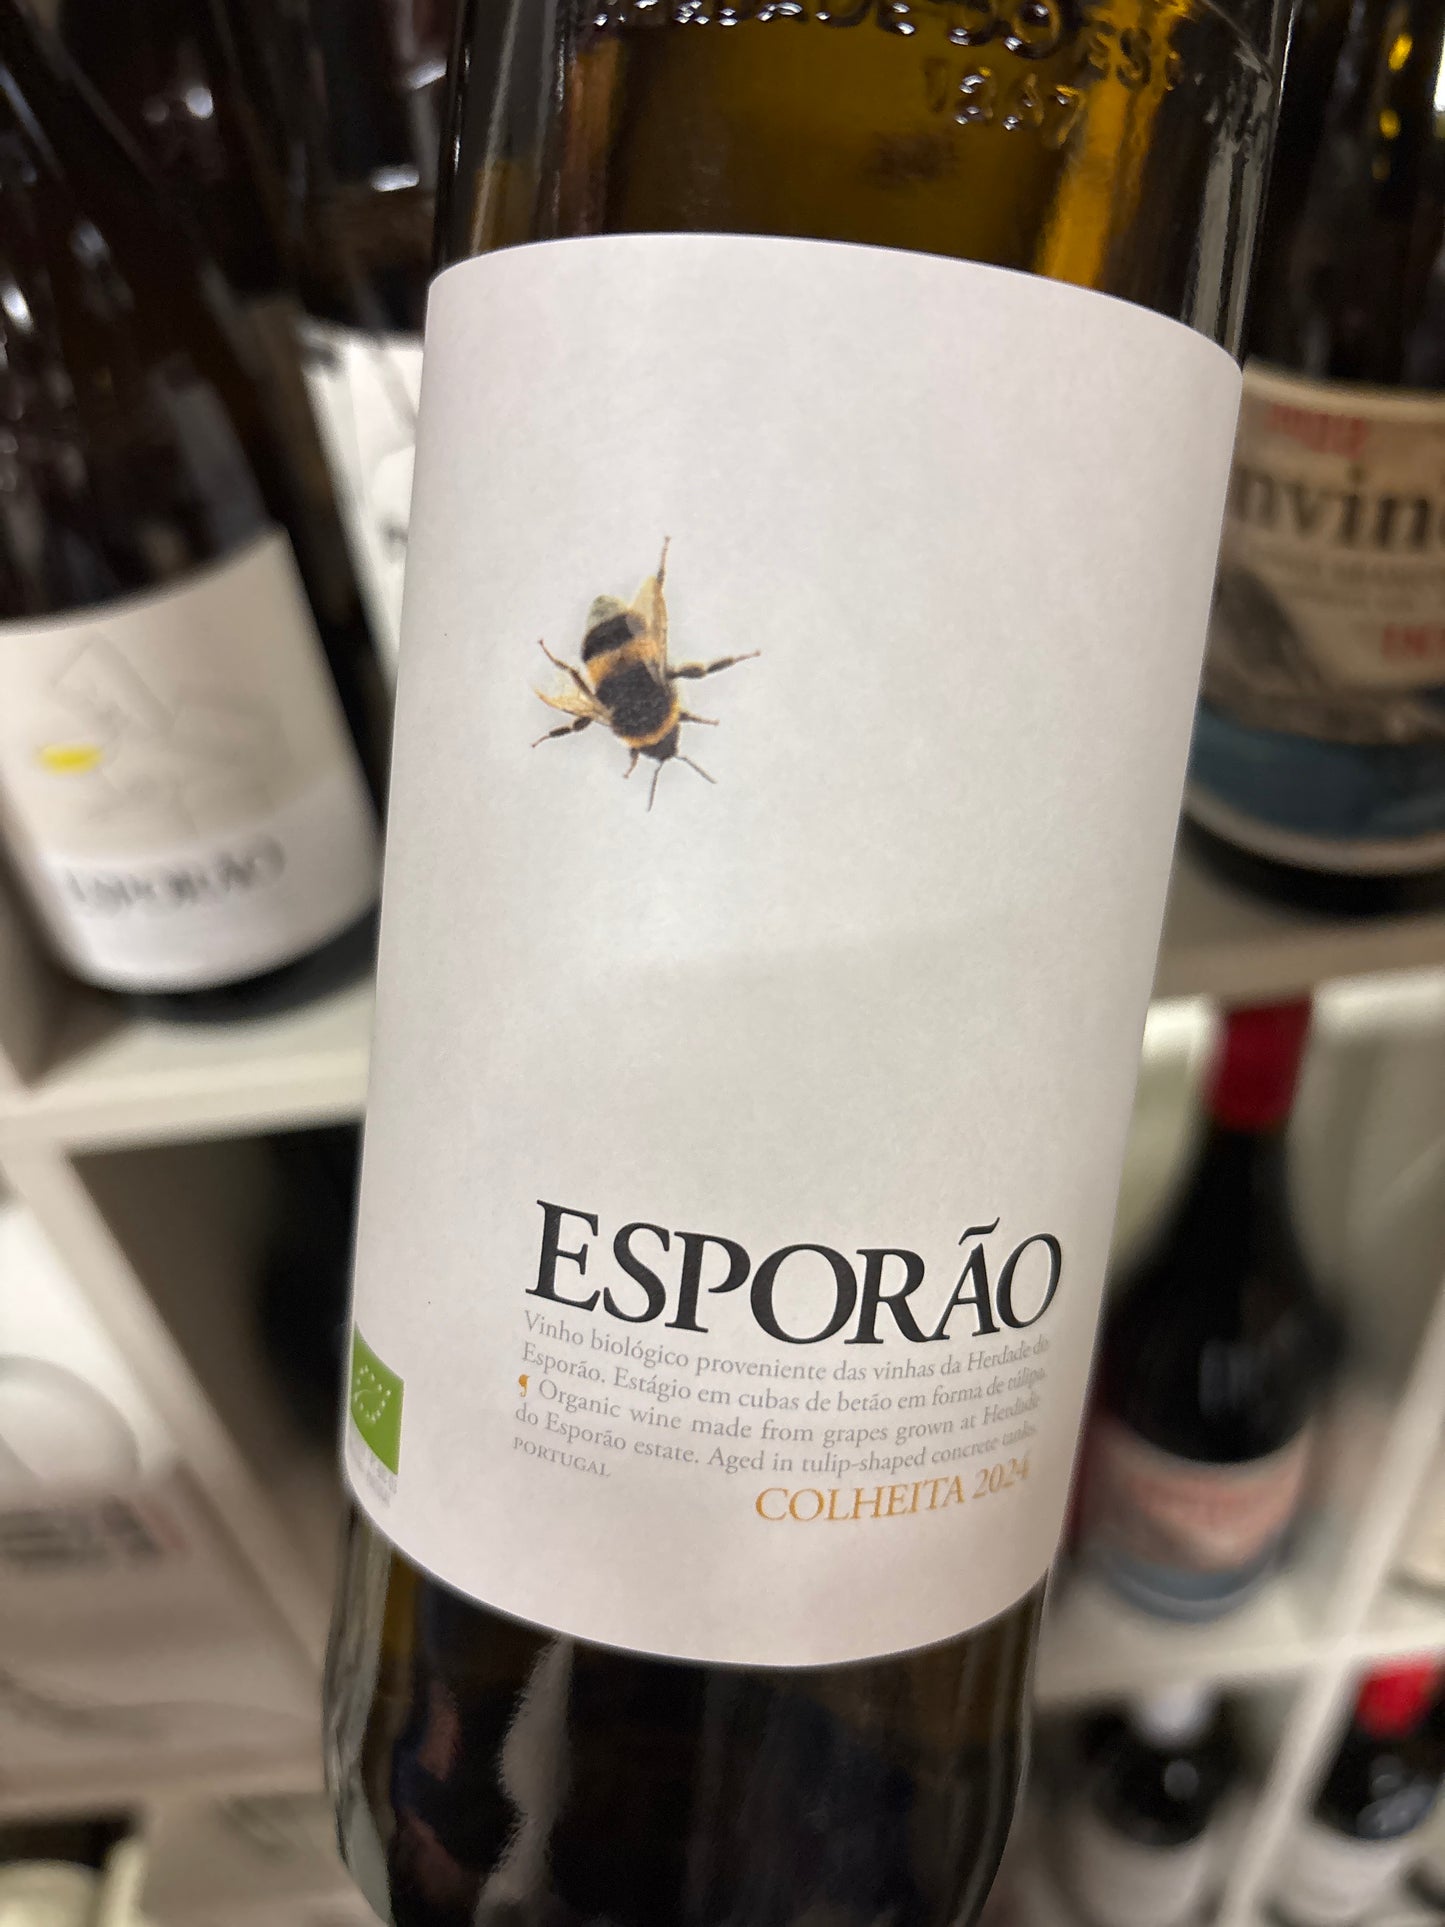 1267
ESPORÃO
Vinho biológico proveniente das vinhas da Herdade do
Esporão. Estágio em cubas de betão em forma de túlipa.
¶ Organic wine made from grapes grown at Herdade
do Esporão estate. Aged in tulip-shaped concrete tanks.
PORTUGAL
COLHEITA 2024
ESPORÃO